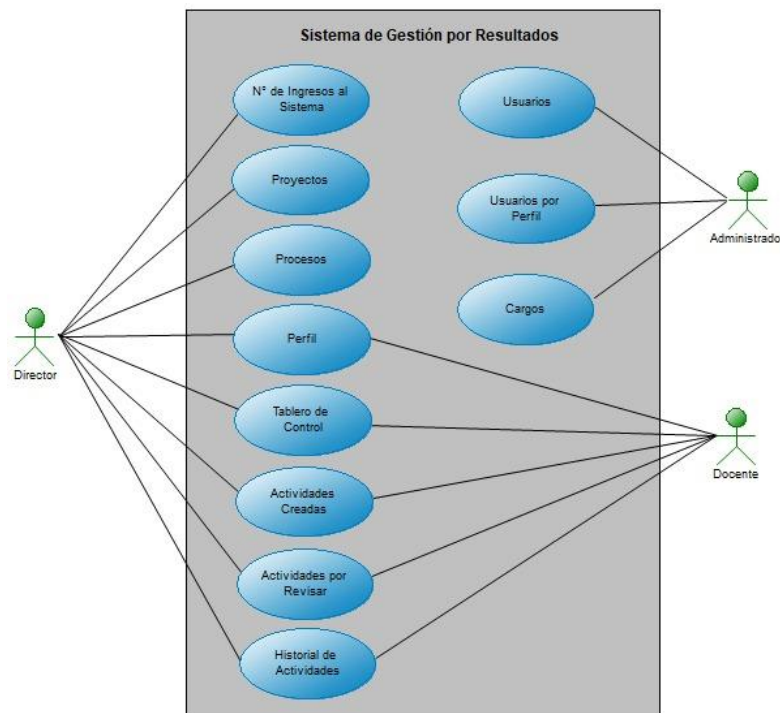 Sistema de Gestión por Resultados
N° de Ingresos al
Sistema
Usuarios
Proyectos
Usuarios por
Perfil
Administrado
Procesos
Cargos
Director
Perfil
Tablero de
Control
Docente
Actividades
Creadas
Actividades por
Revisar
Historial de
Actividades